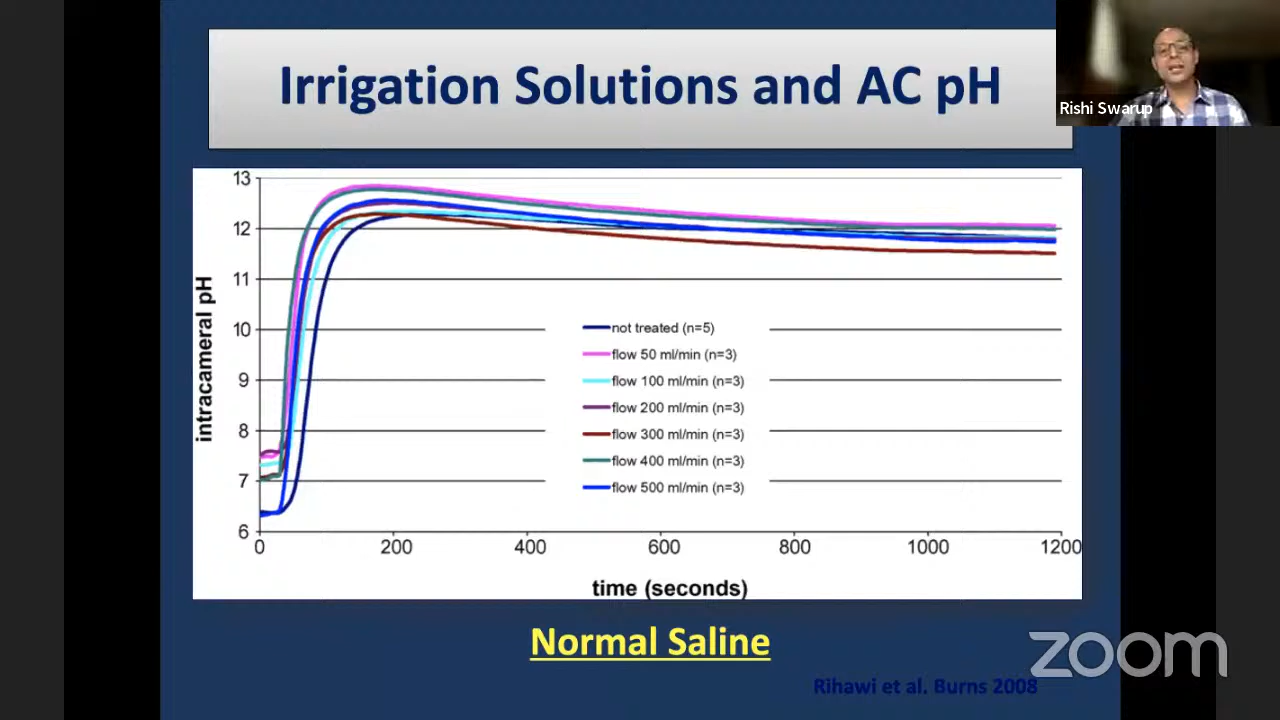 Irrigation Solutions and AC pH
Rishi Swarup
13
12
11
10
9
8
7
6
intracameral pH
not treated (n=5)
flow 50 ml/min (n=3)
flow 100 ml/min (n=3)
flow 200 ml/min (n=3)
flow 300 ml/min (n=3)
flow 400 ml/min (n=3)
flow 500 ml/min (n=3)
0 200 400 600 800 1000 1200
time (seconds)
Normal Saline
zoom
Rihawi et al. Burns 2008